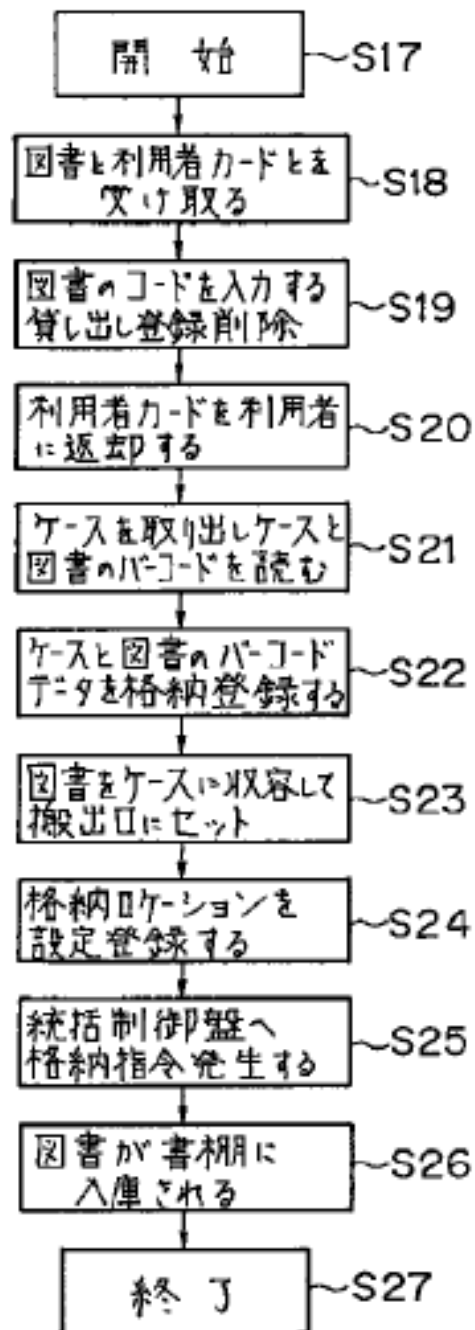 開始
S17
図書と利用者カードとを
受け取る
S18
図書のコードを入力する
貸し出し登録削除
S19
利用者カードを利用者
に返却する
S20
ケースを取り出しケースと
図書のバーコードを読む
S21
ケースと図書のバーコード
データを格納登録する
S22
図書をケースに収容して
搬出口にセット
S23
格納ロケーションを
設定登録する
S24
統括制御盤へ
格納指令発生する
S25
図書が書棚に
入庫される
S26
終了
S27